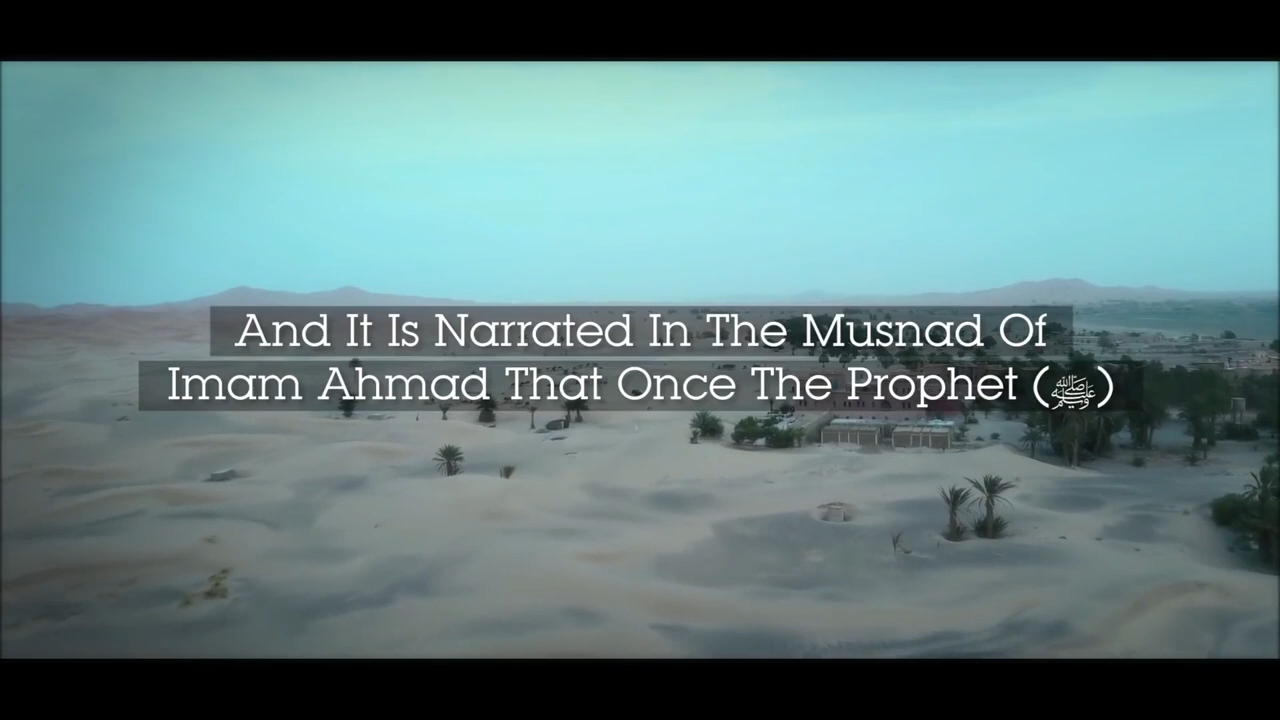 And It Is Narrated In The Musnad Of
Imam Ahmad That Once The Prophet (ﷺ)